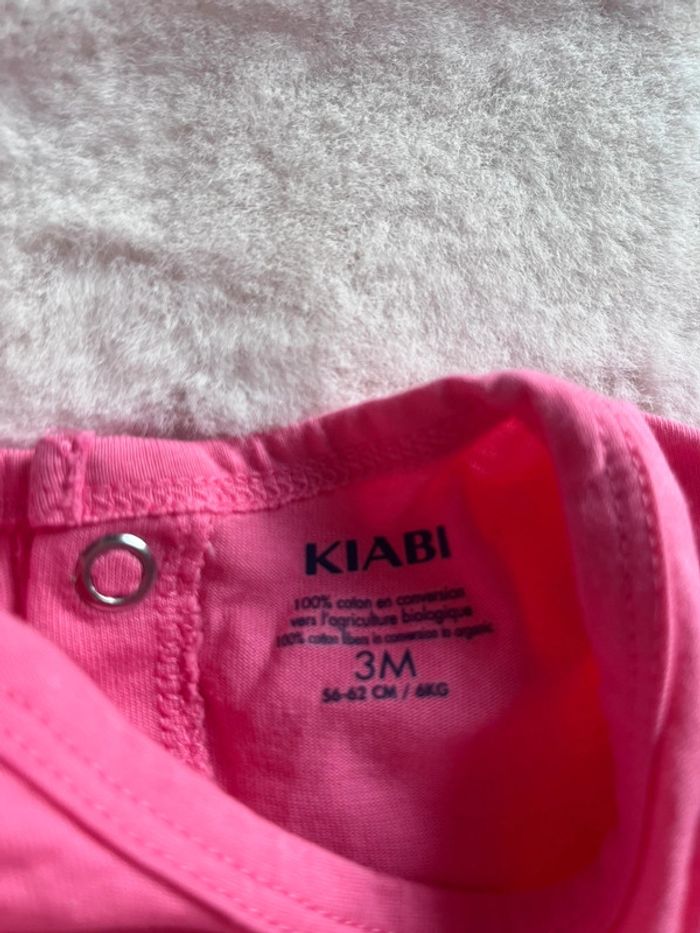 KIABI
100% coton en conversion
vers l'agriculture biologique
100% cotton fibers in conversion to organic
3M
56-62 CM / 6KG